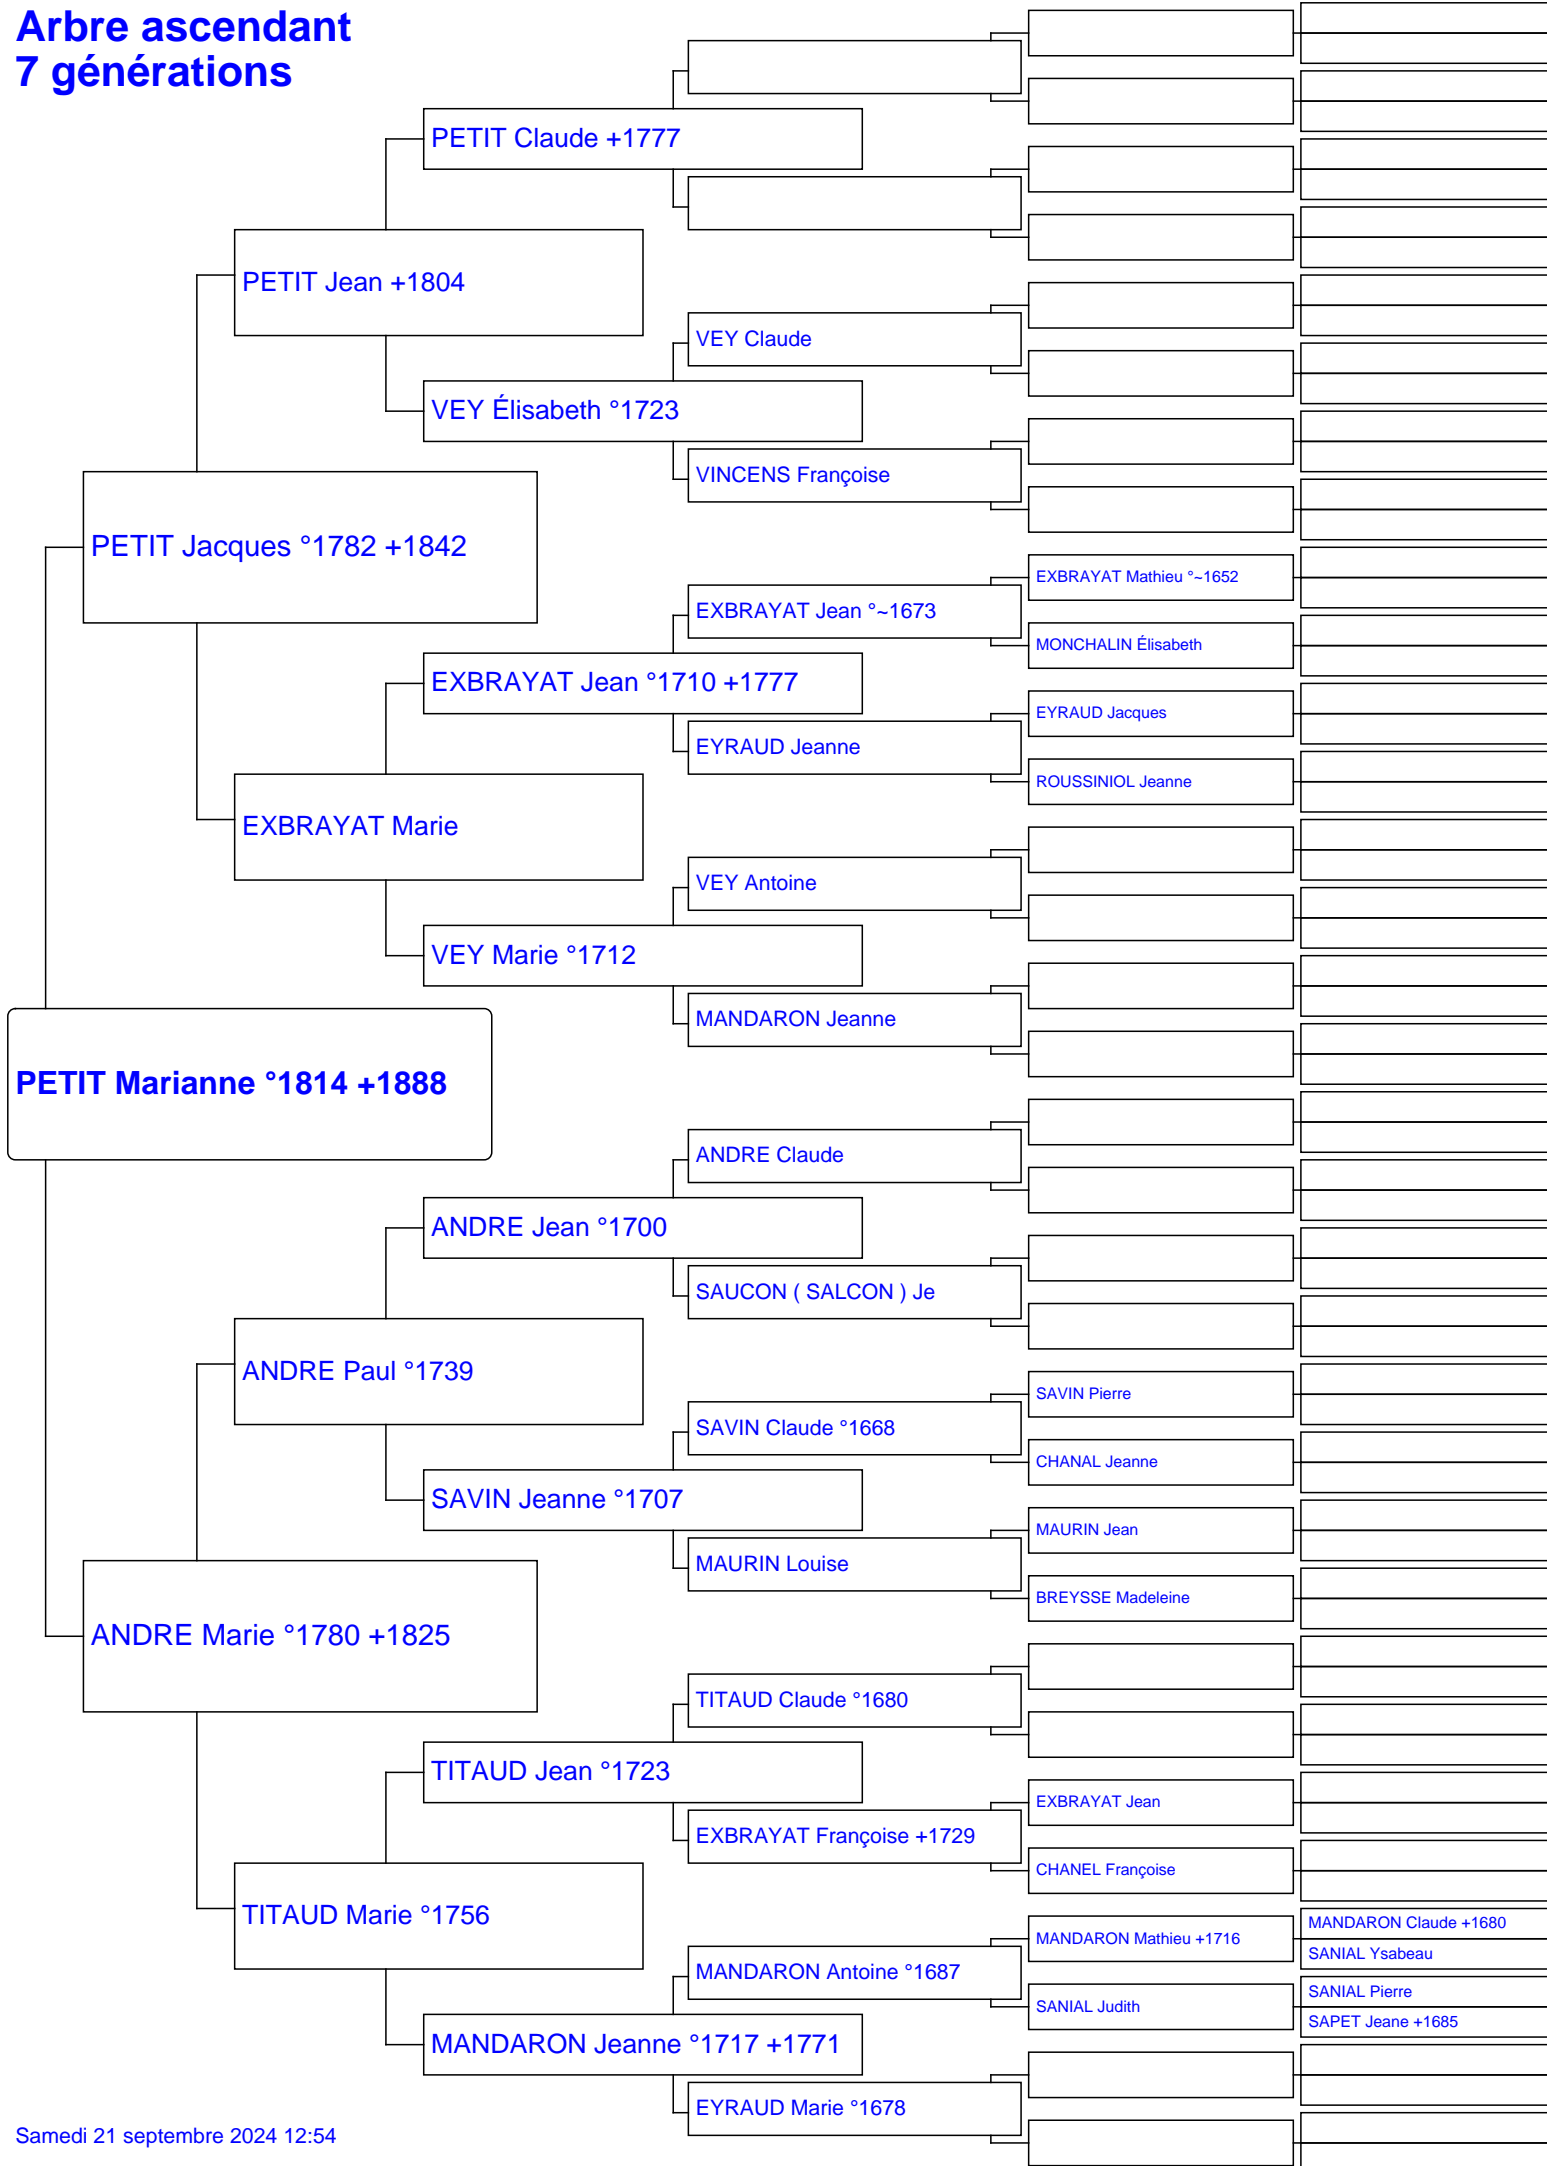 Arbre ascendant
7 générations
PETIT Claude +1777
PETIT Jean +1804
VEY Claude
VEY Élisabeth °1723
VINCENS Françoise
PETIT Jacques °1782 +1842
EXBRAYAT Mathieu °~1652
EXBRAYAT Jean °~1673
MONCHALIN Élisabeth
EXBRAYAT Jean °1710 +1777
EYRAUD Jacques
EYRAUD Jeanne
ROUSSINIOL Jeanne
EXBRAYAT Marie
VEY Antoine
VEY Marie °1712
MANDARON Jeanne
PETIT Marianne °1814 +1888
ANDRE Claude
ANDRE Jean °1700
SAUCON ( SALCON ) Je
ANDRE Paul °1739
SAVIN Pierre
SAVIN Claude °1668
CHANAL Jeanne
SAVIN Jeanne °1707
MAURIN Jean
MAURIN Louise
BREYSSE Madeleine
ANDRE Marie °1780 +1825
TITAUD Claude °1680
TITAUD Jean °1723
EXBRAYAT Jean
EXBRAYAT Françoise +1729
CHANEL Françoise
TITAUD Marie °1756
MANDARON Claude +1680
MANDARON Mathieu +1716
SANIAL Ysabeau
MANDARON Antoine °1687
SANIAL Pierre
SANIAL Judith
SAPET Jeane +1685
MANDARON Jeanne °1717 +1771
EYRAUD Marie °1678
Samedi 21 septembre 2024 12:54